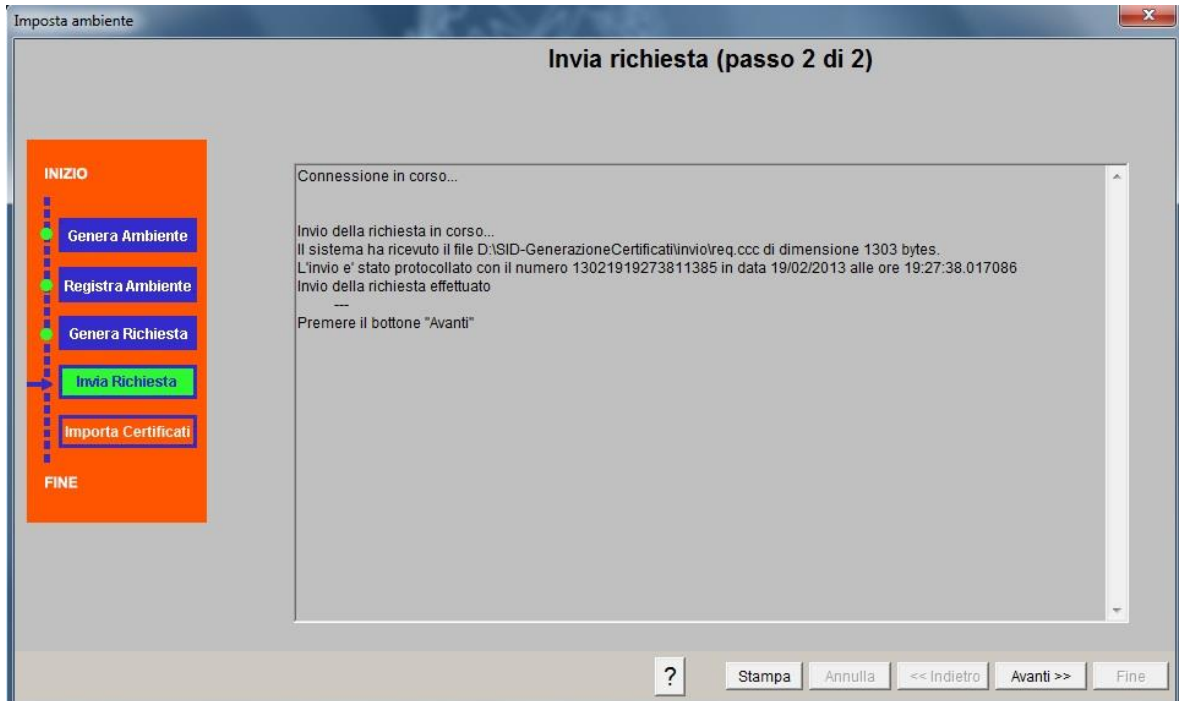 Imposta ambiente
x
Invia richiesta (passo 2 di 2)
INIZIO
Genera Ambiente
Registra Ambiente
Genera Richiesta
Invia Richiesta
Importa Certificati
FINE
Connessione in corso...
Invio della richiesta in corso...
Il sistema ha ricevuto il file D:\SID-GenerazioneCertificati\invio\req.ccc di dimensione 1303 bytes.
L'invio e' stato protocollato con il numero 13021919273811385 in data 19/02/2013 alle ore 19:27:38.017086
Invio della richiesta effettuato
---
Premere il bottone "Avanti"
? Stampa Annulla << Indietro Avanti >> Fine